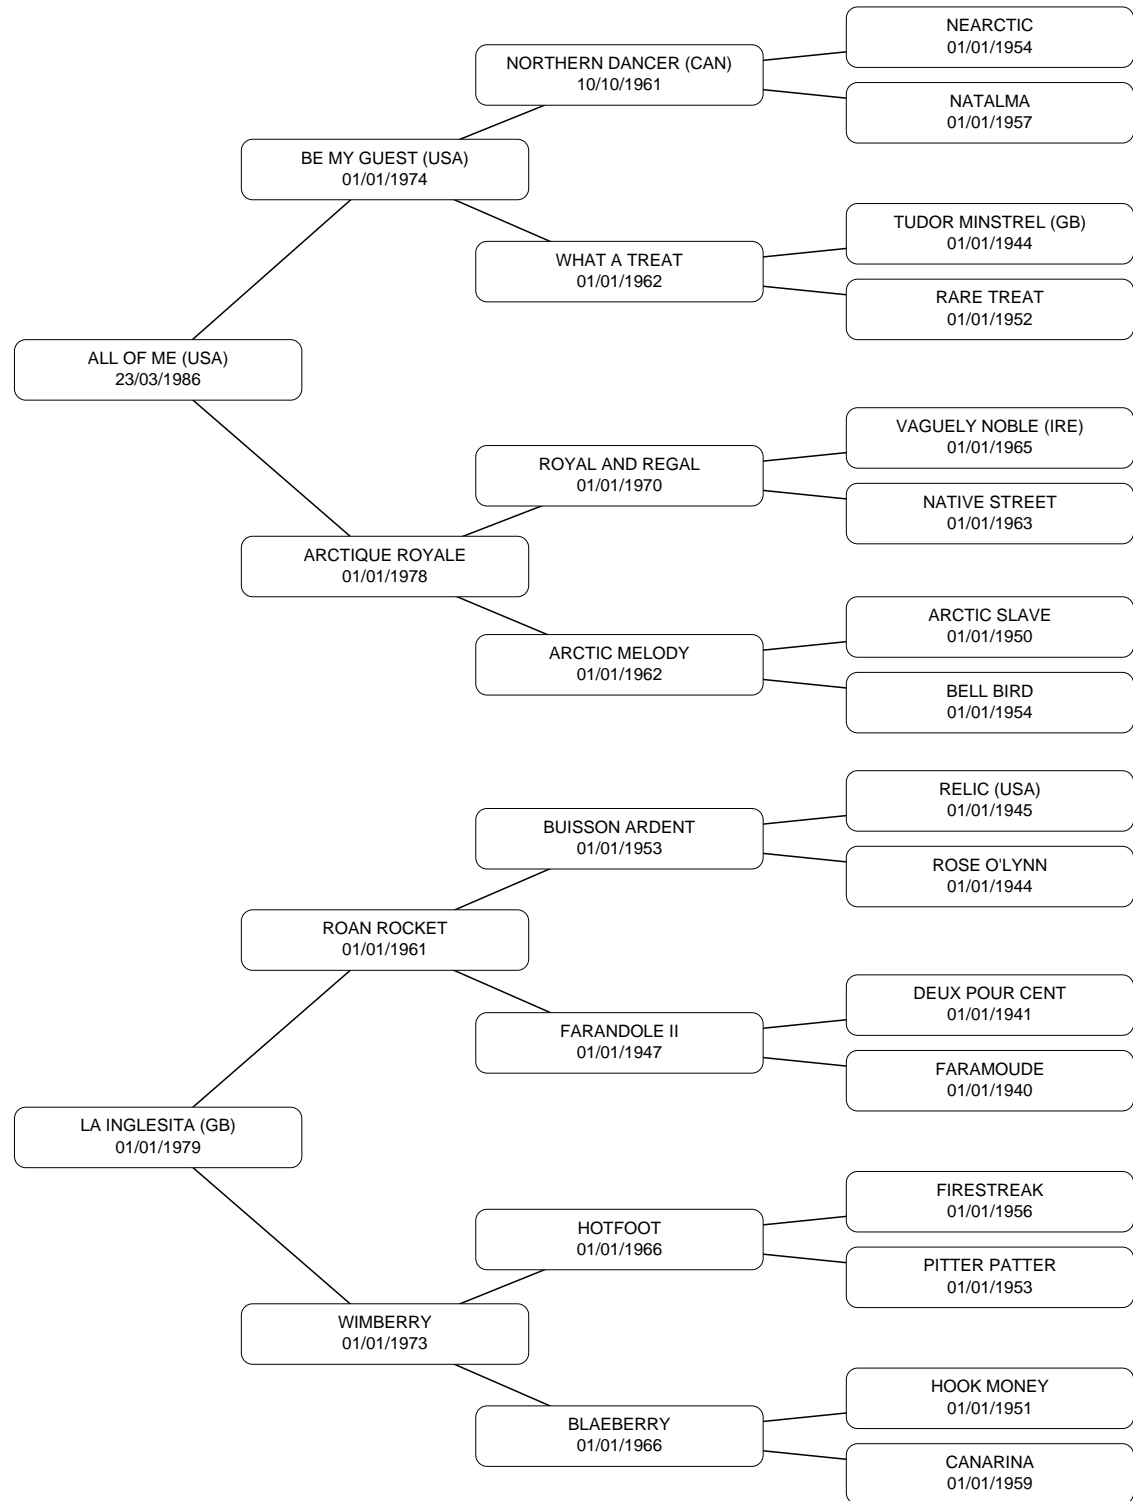 NEARCTIC
01/01/1954
NORTHERN DANCER (CAN)
10/10/1961
NATALMA
01/01/1957
BE MY GUEST (USA)
01/01/1974
TUDOR MINSTREL (GB)
01/01/1944
WHAT A TREAT
01/01/1962
RARE TREAT
01/01/1952
ALL OF ME (USA)
23/03/1986
VAGUELY NOBLE (IRE)
01/01/1965
ROYAL AND REGAL
01/01/1970
NATIVE STREET
01/01/1963
ARCTIQUE ROYALE
01/01/1978
ARCTIC SLAVE
01/01/1950
ARCTIC MELODY
01/01/1962
BELL BIRD
01/01/1954
RELIC (USA)
01/01/1945
BUISSON ARDENT
01/01/1953
ROSE O'LYNN
01/01/1944
ROAN ROCKET
01/01/1961
DEUX POUR CENT
01/01/1941
FARANDOLE II
01/01/1947
FARAMOUDE
01/01/1940
LA INGLESITA (GB)
01/01/1979
FIRESTREAK
01/01/1956
HOTFOOT
01/01/1966
PITTER PATTER
01/01/1953
WIMBERRY
01/01/1973
HOOK MONEY
01/01/1951
BLAEBERRY
01/01/1966
CANARINA
01/01/1959